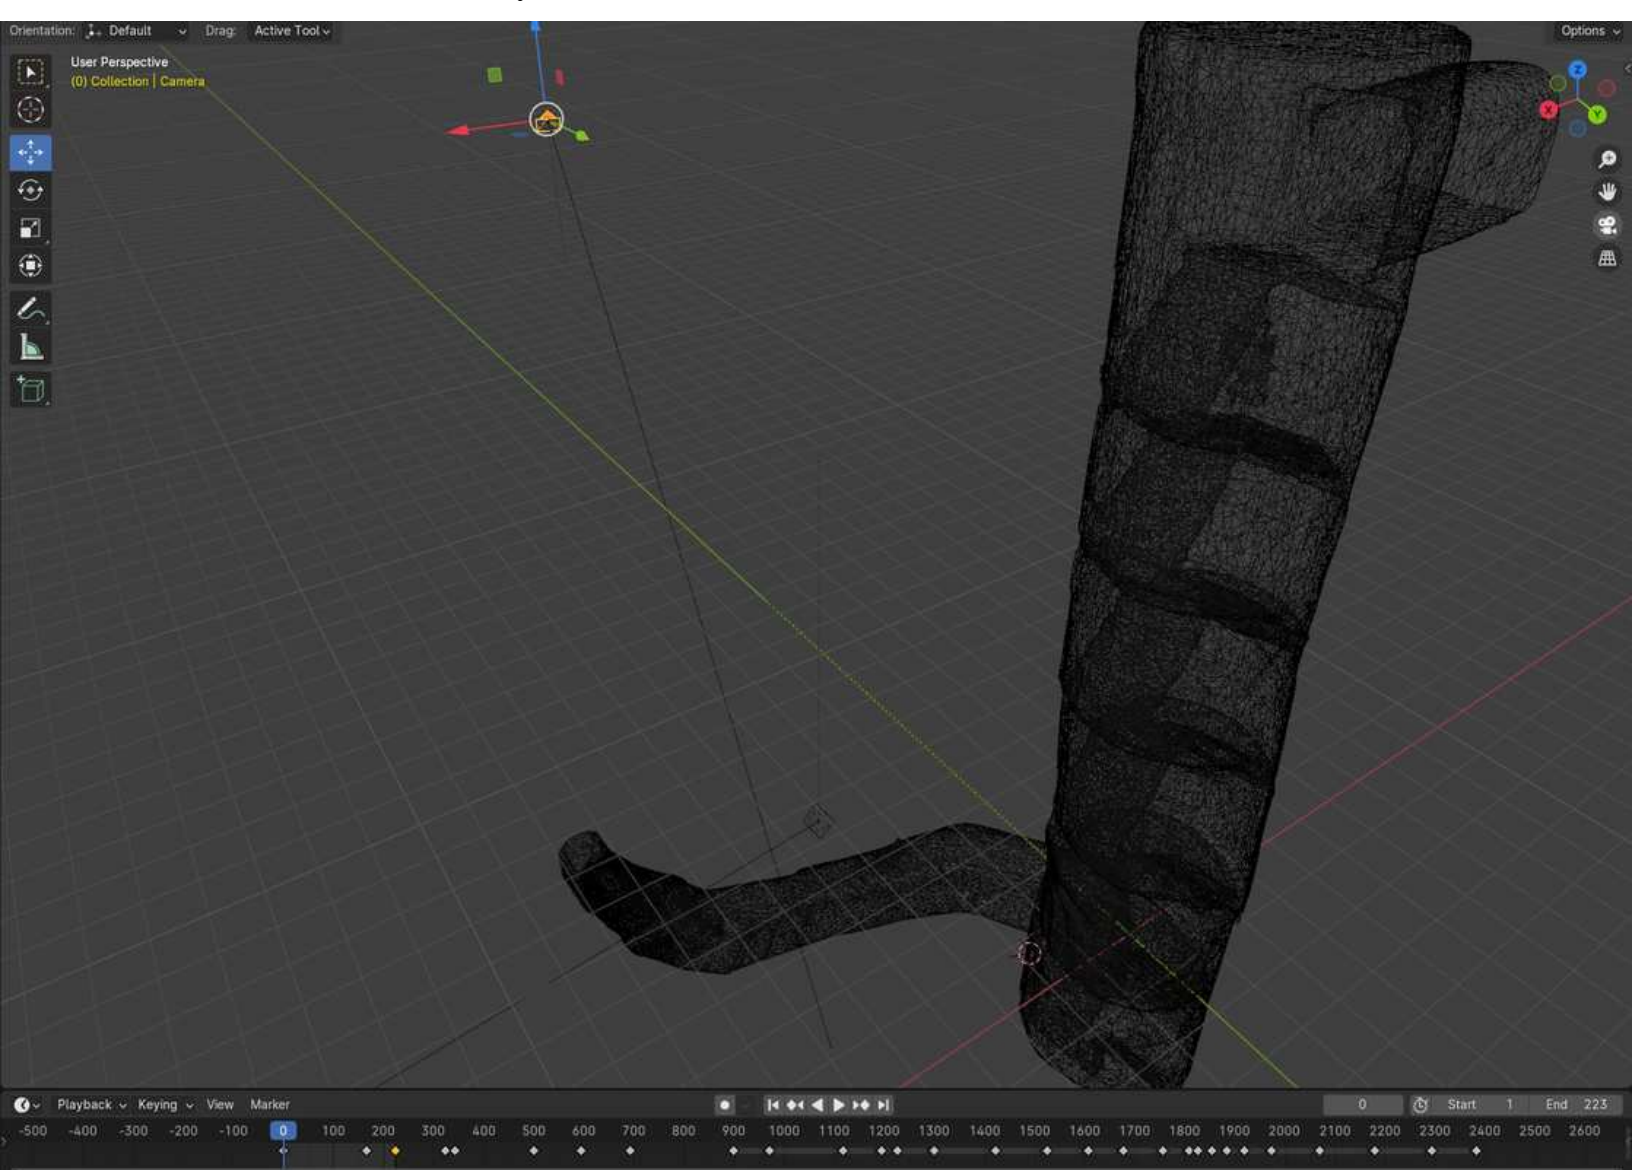 Orientation: Default Drag: Active Tool Options
User Perspective
(0) Collection | Camera
Z
X
Y
Playback Keying View Marker 0 Start 1 End 223
-500 -400 -300 -200 -100 0 100 200 300 400 500 600 700 800 900 1000 1100 1200 1300 1400 1500 1600 1700 1800 1900 2000 2100 2200 2300 2400 2500 2600